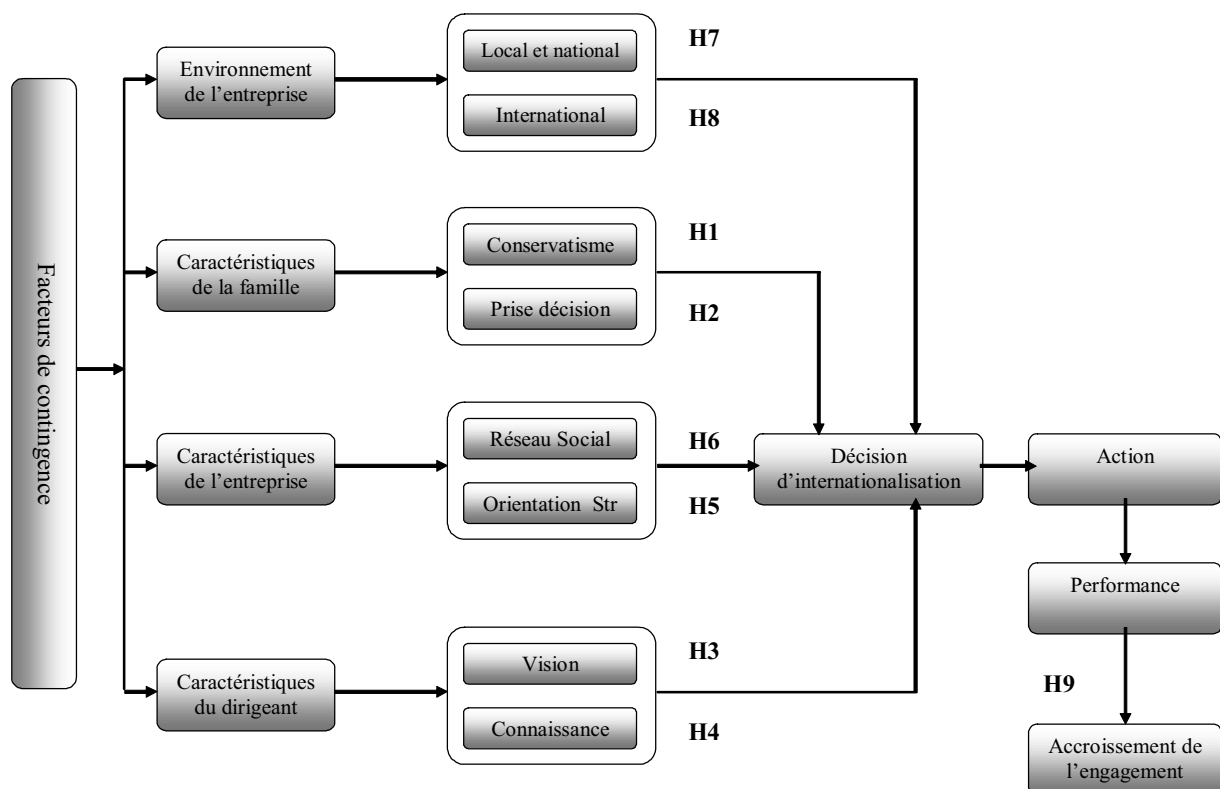 Facteurs de contingence
Environnement
de l’entreprise
Local et national
International
H7
H8
Caractéristiques
de la famille
Conservatisme
Prise décision
H1
H2
Caractéristiques
de l’entreprise
Réseau Social
Orientation Str
H6
H5
Décision
d’internationalisation
Action
Performance
H9
Accroissement de
l’engagement
Caractéristiques
du dirigeant
Vision
Connaissance
H3
H4